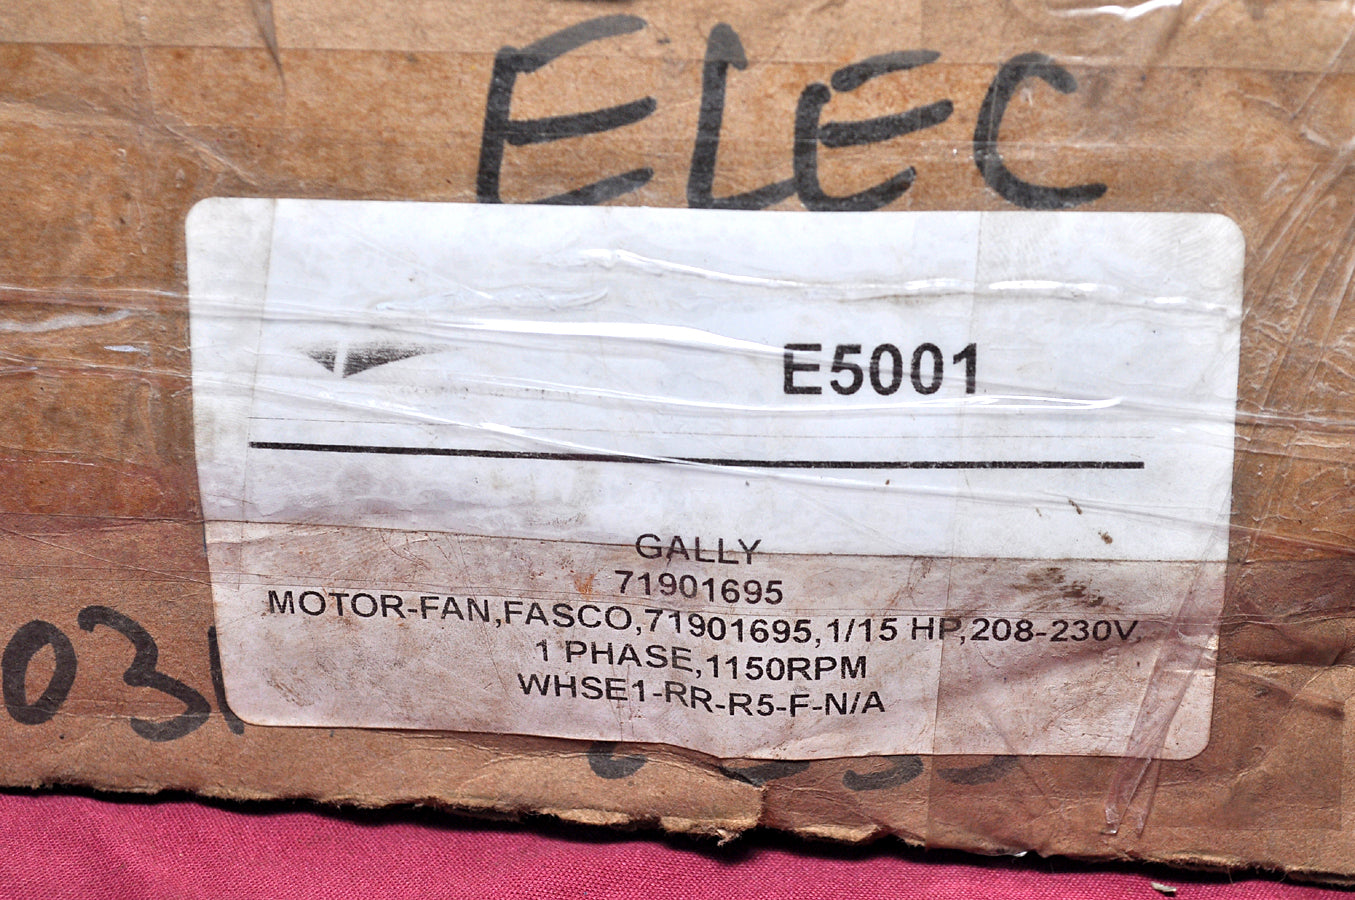 ELEC
E5001
GALLY
71901695
MOTOR-FAN,FASCO,71901695,1/15 HP,208-230V,
1 PHASE,1150RPM
WHSE1-RR-R5-F-N/A
03